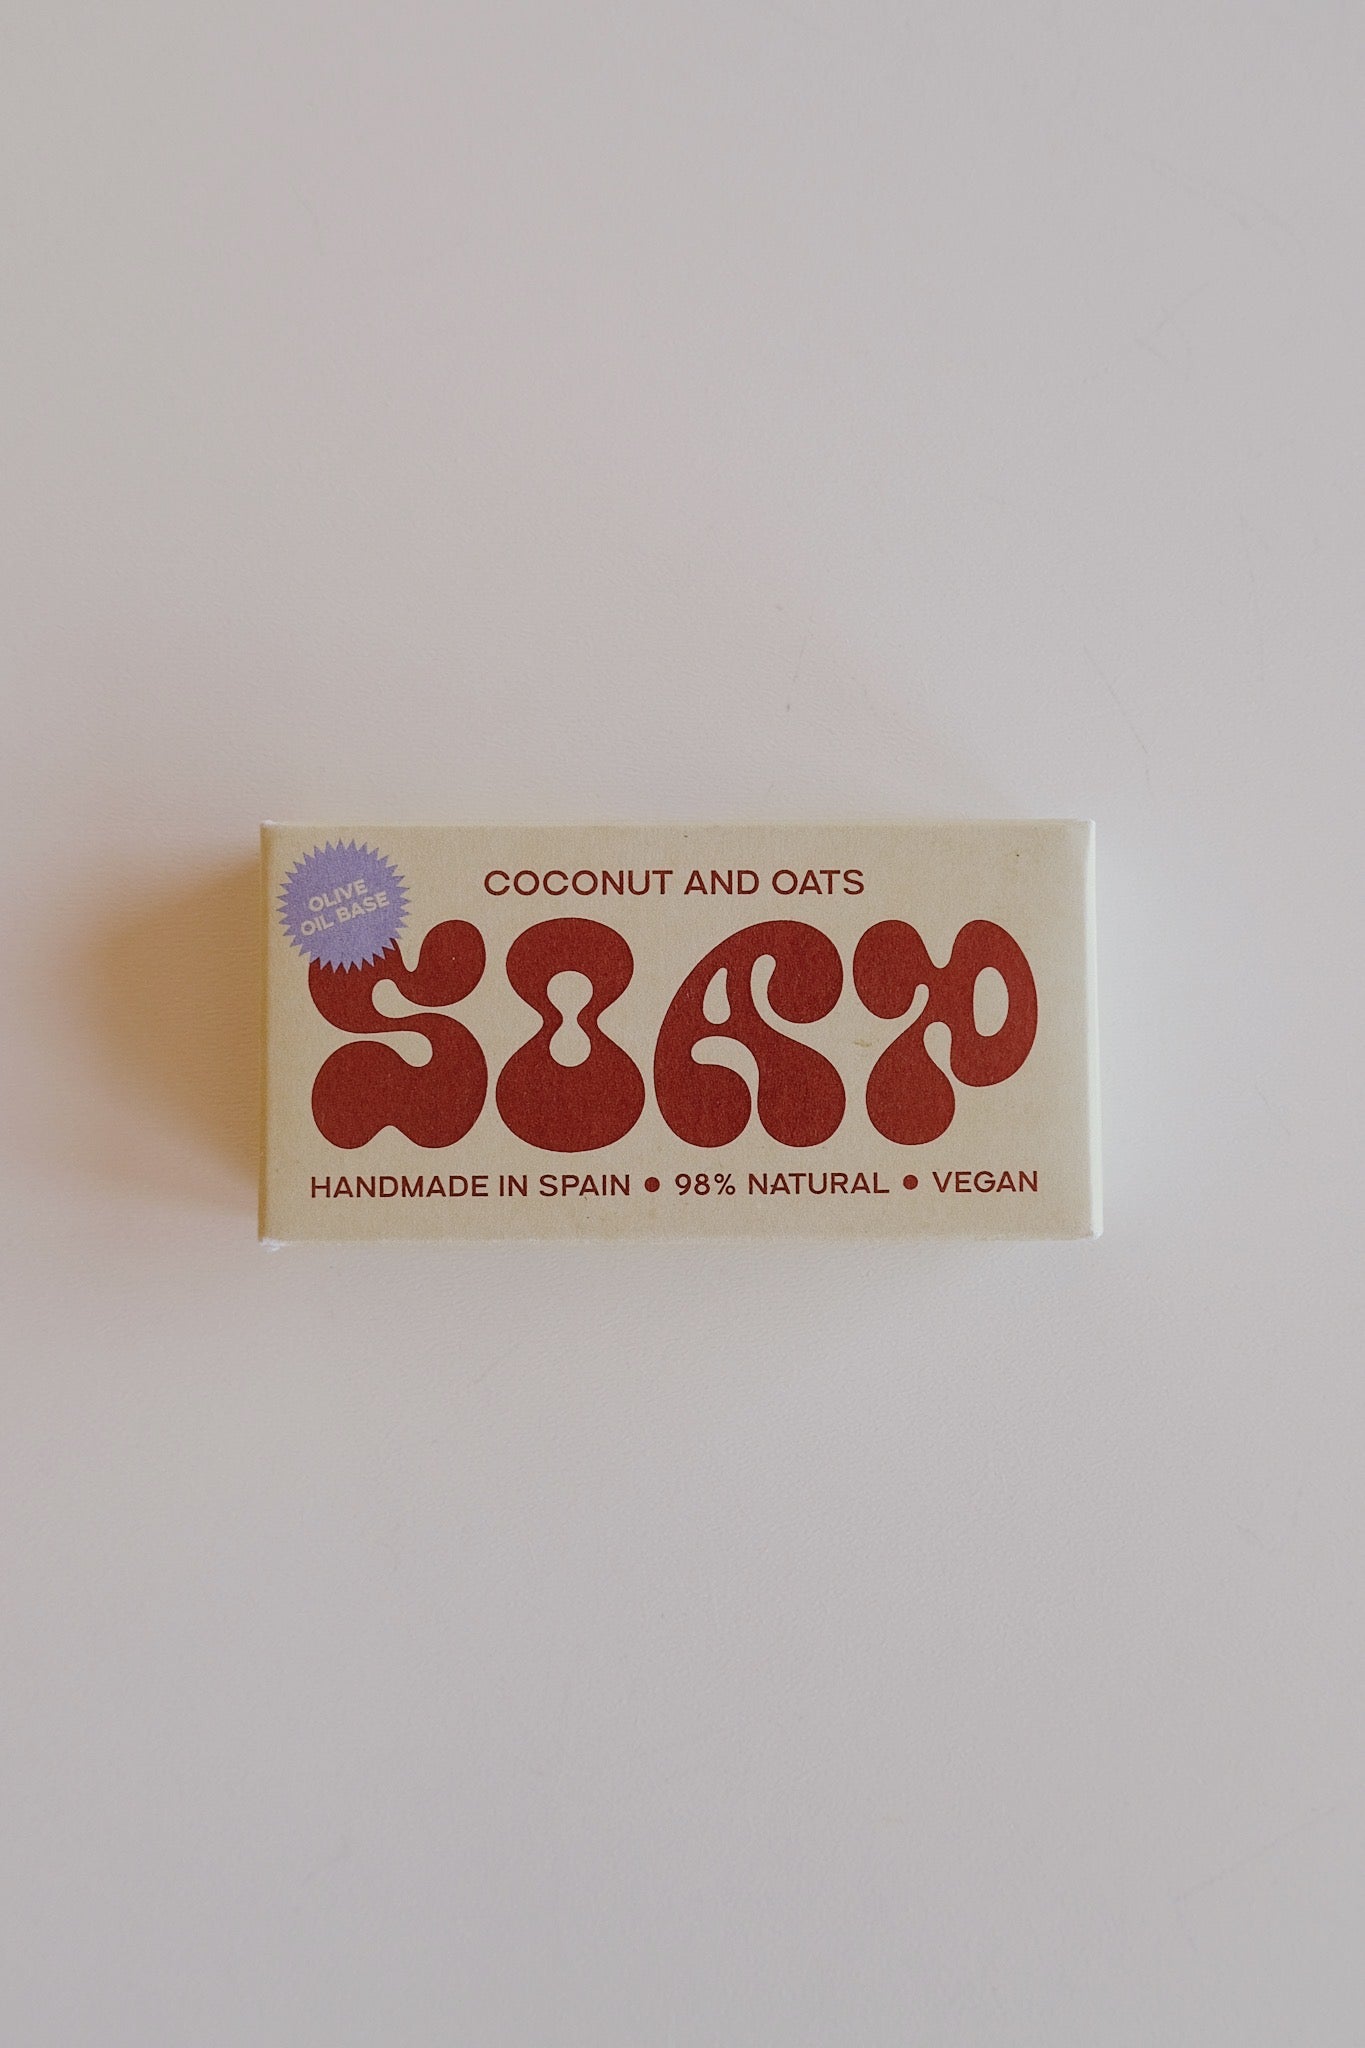 OLIVE
OIL BASE
COCONUT AND OATS
SOAP
HANDMADE IN SPAIN ● 98% NATURAL ● VEGAN